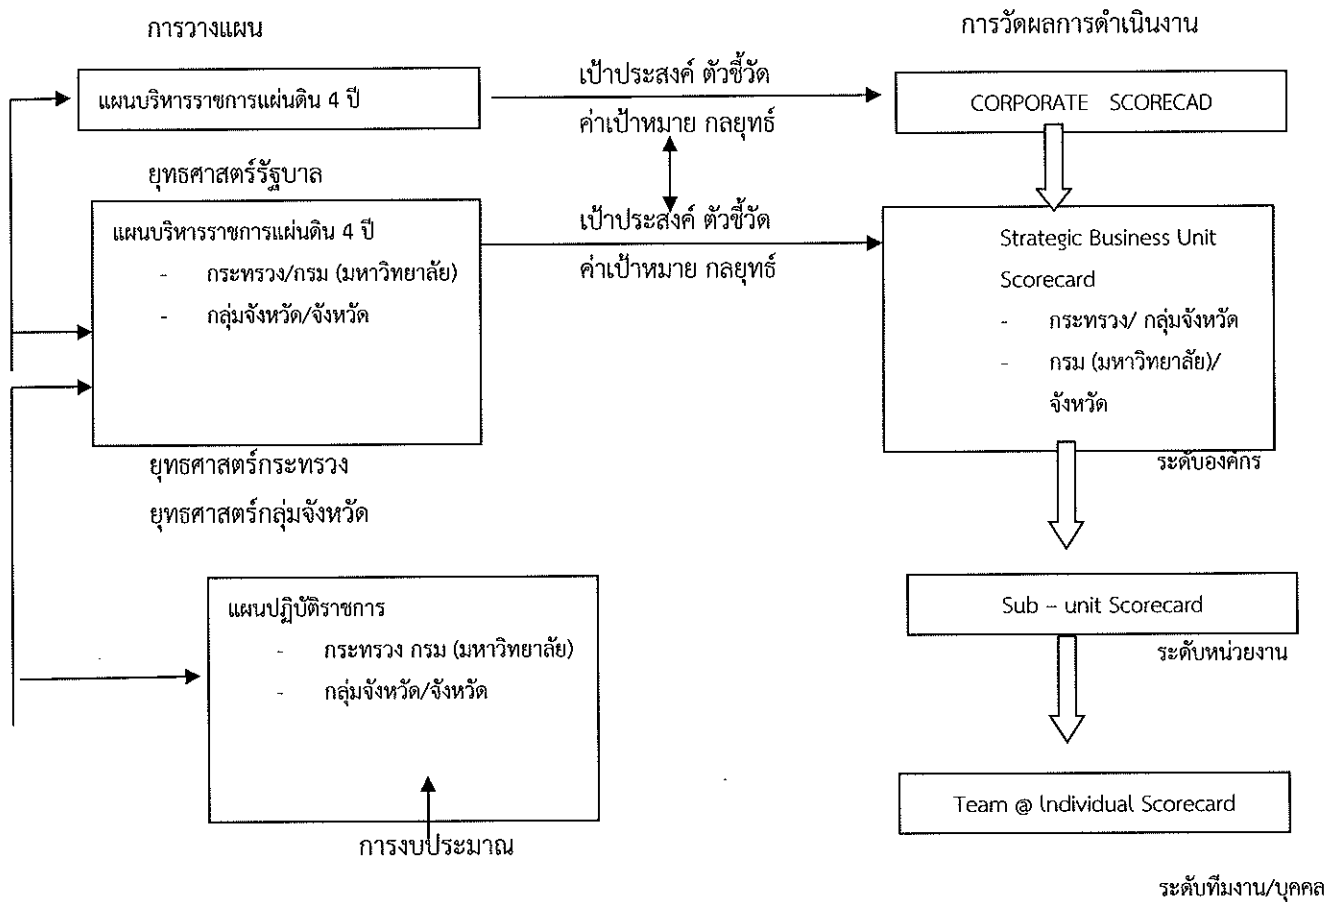 การวางแผน
การวัดผลการดำเนินงาน
แผนบริหารราชการแผ่นดิน 4 ปี
เป้าประสงค์ ตัวชี้วัด
ค่าเป้าหมาย กลยุทธ์
CORPORATE SCORECAD
ยุทธศาสตร์รัฐบาล
แผนบริหารราชการแผ่นดิน 4 ปี
- กระทรวง/กรม (มหาวิทยาลัย)
- กลุ่มจังหวัด/จังหวัด
เป้าประสงค์ ตัวชี้วัด
ค่าเป้าหมาย กลยุทธ์
Strategic Business Unit
Scorecard
- กระทรวง/ กลุ่มจังหวัด
- กรม (มหาวิทยาลัย)/
จังหวัด
ระดับองค์กร
ยุทธศาสตร์กระทรวง
ยุทธศาสตร์กลุ่มจังหวัด
แผนปฏิบัติราชการ
- กระทรวง กรม (มหาวิทยาลัย)
- กลุ่มจังหวัด/จังหวัด
การงบประมาณ
Sub – unit Scorecard
ระดับหน่วยงาน
Team @ lndividual Scorecard
ระดับทีมงาน/บุคคล